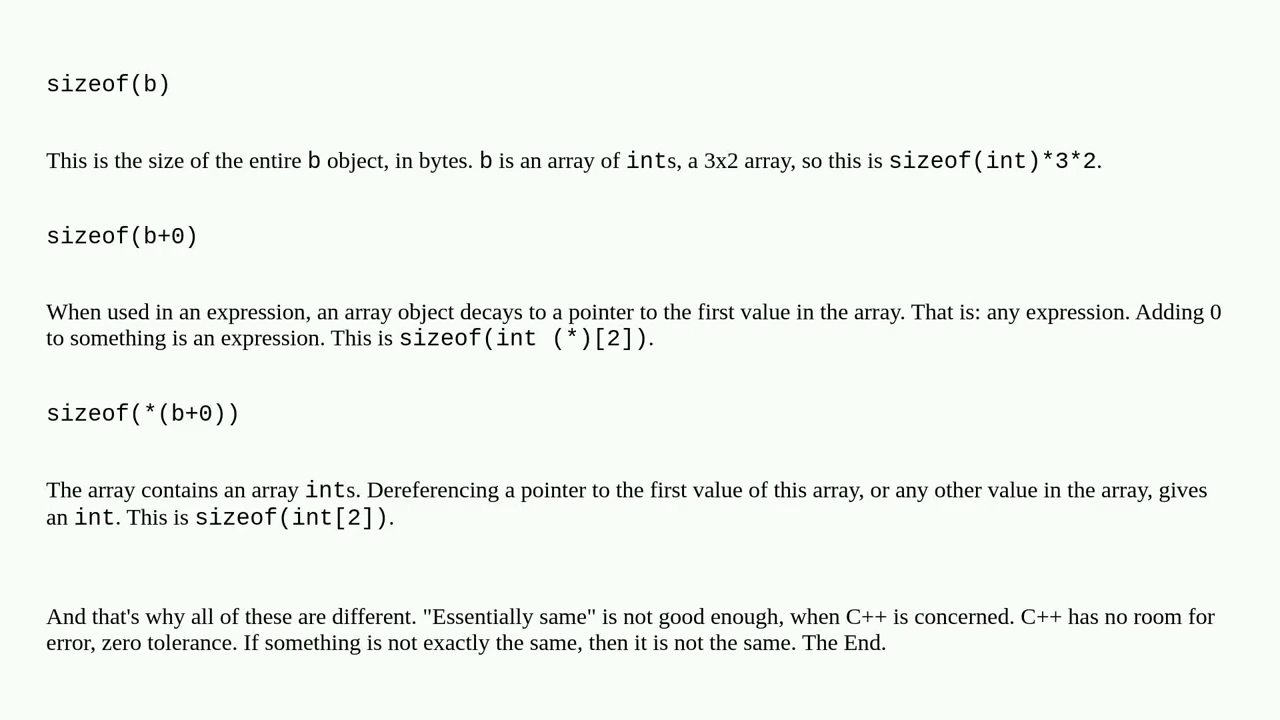 sizeof(b)
This is the size of the entire b object, in bytes. b is an array of ints, a 3x2 array, so this is sizeof(int)*3*2.
sizeof(b+0)
When used in an expression, an array object decays to a pointer to the first value in the array. That is: any expression. Adding 0
to something is an expression. This is sizeof(int (*)[2]).
sizeof(*(b+0))
The array contains an array ints. Dereferencing a pointer to the first value of this array, or any other value in the array, gives
an int. This is sizeof(int[2]).
And that's why all of these are different. "Essentially same" is not good enough, when C++ is concerned. C++ has no room for
error, zero tolerance. If something is not exactly the same, then it is not the same. The End.